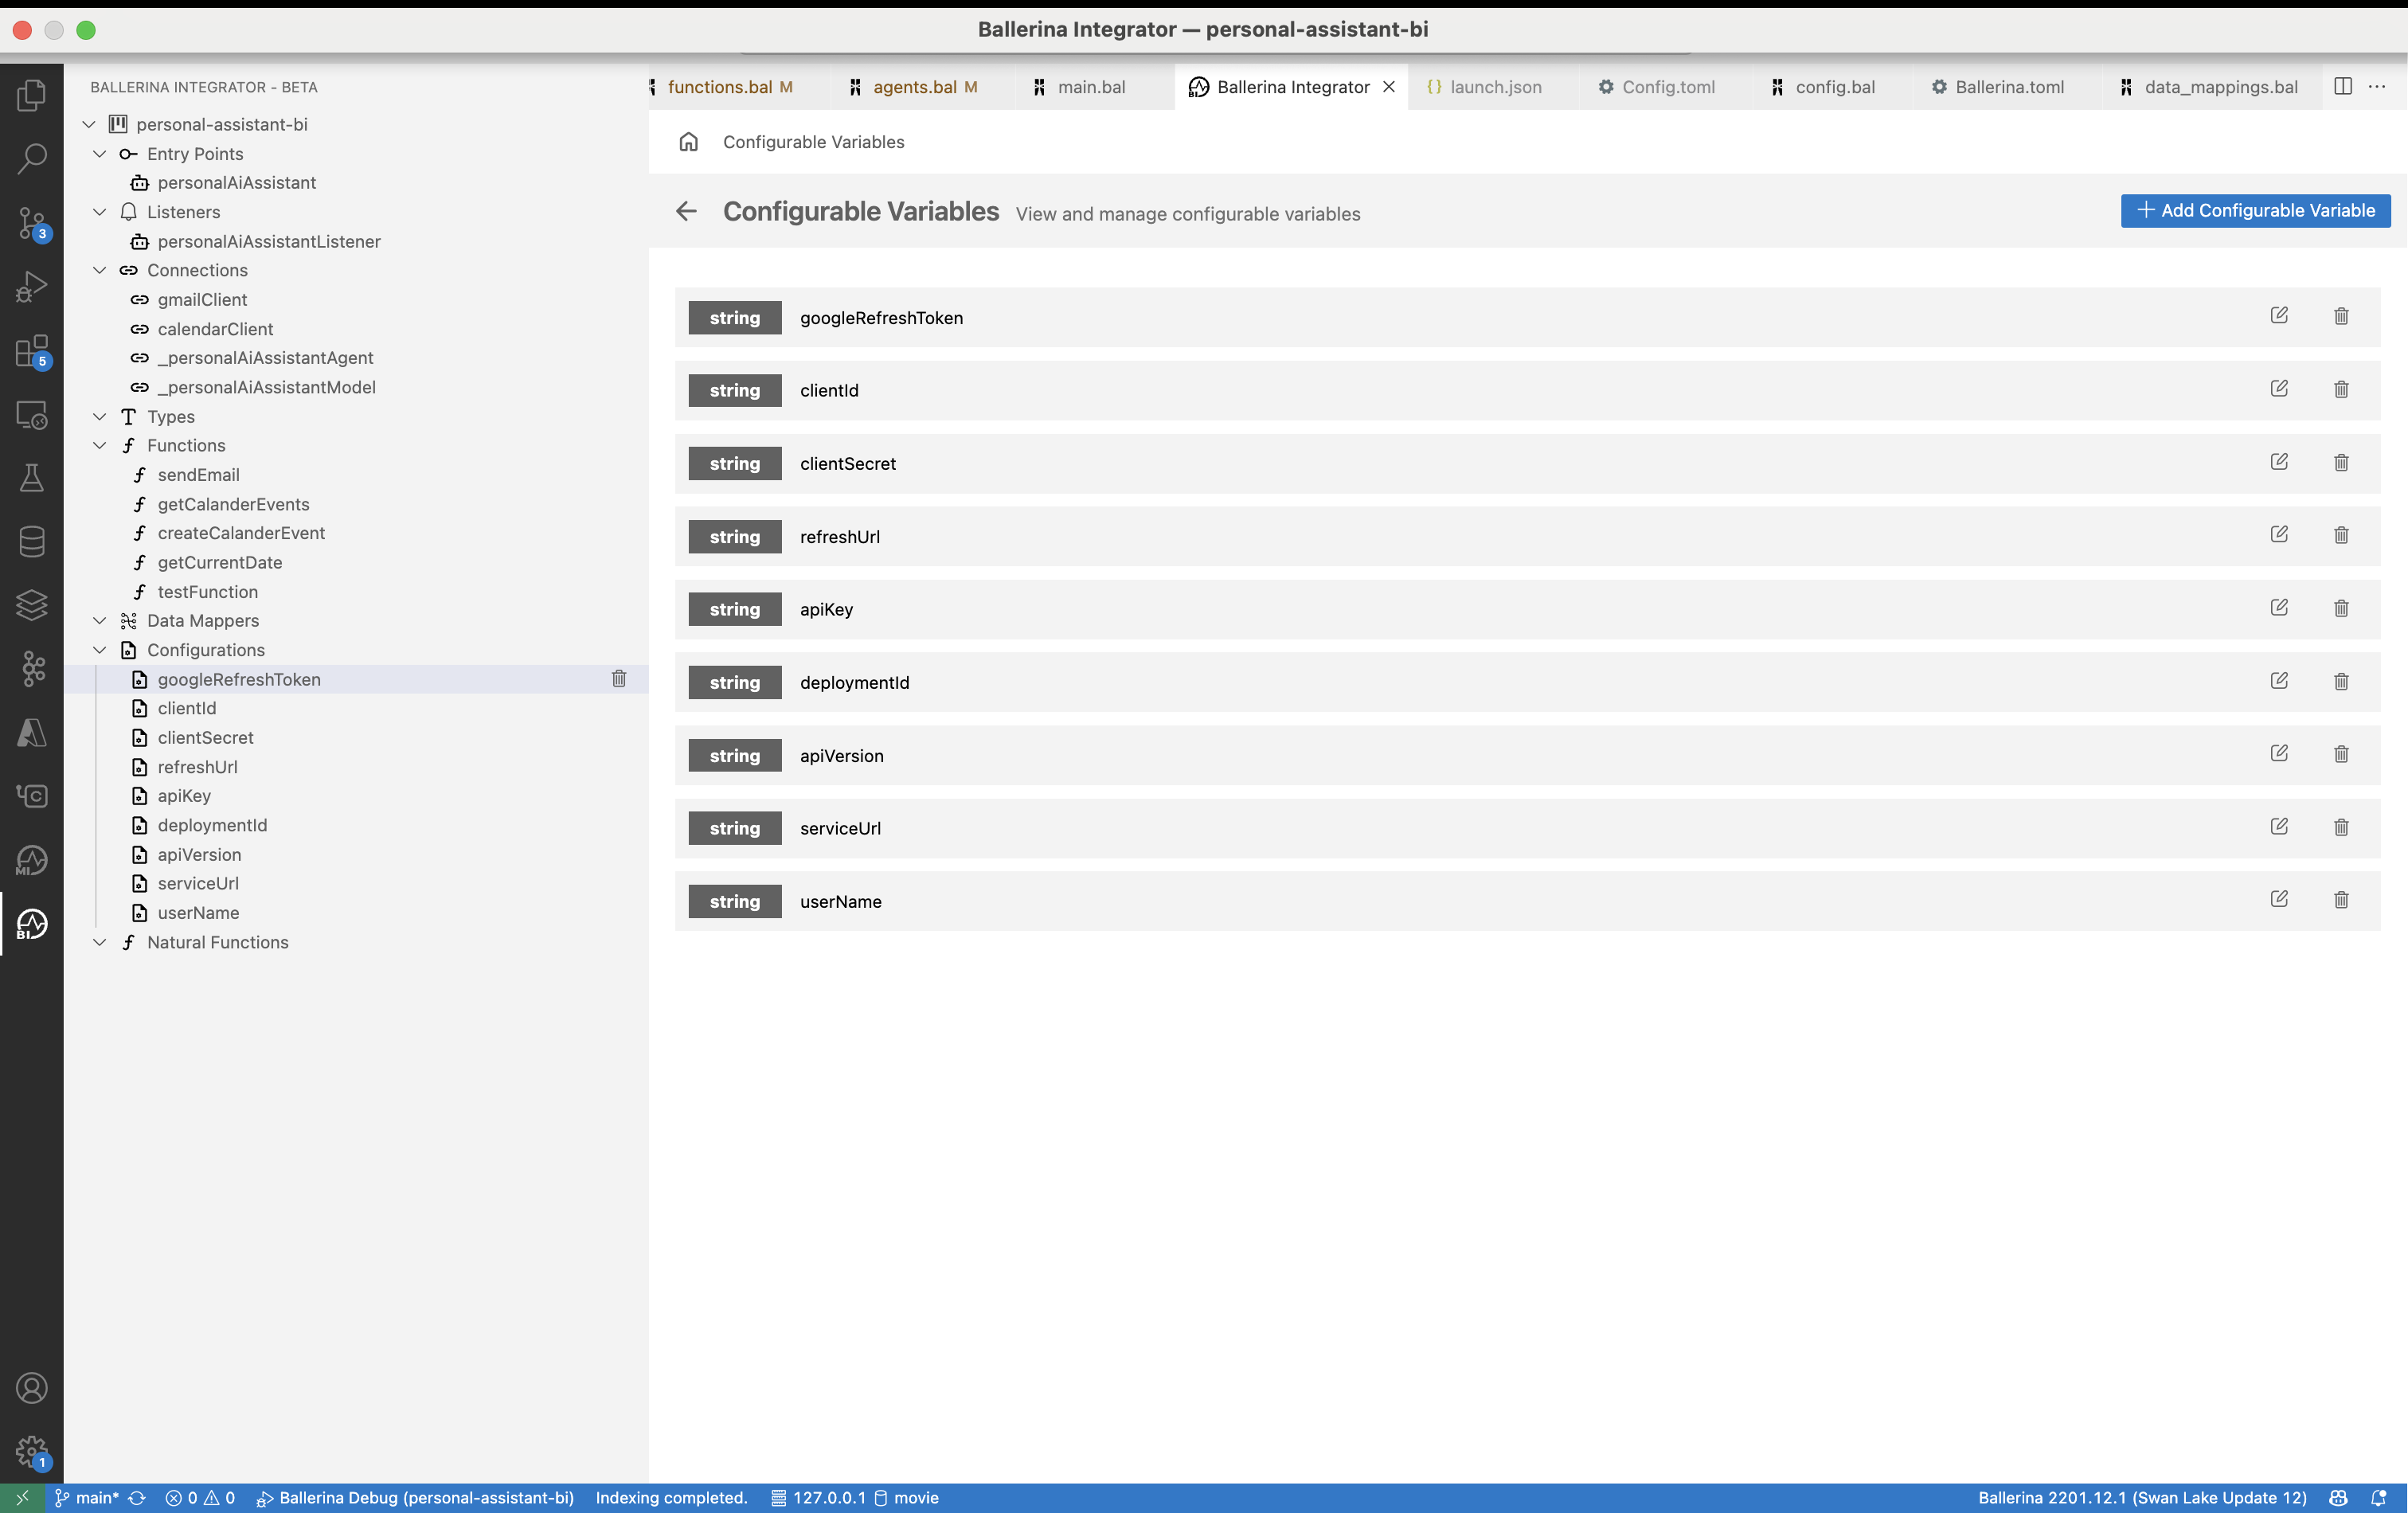 Ballerina Integrator — personal-assistant-bi
BALLERINA INTEGRATOR - BETA
functions.bal M
agents.bal M
main.bal
Ballerina Integrator
{} launch.json
Config.toml
config.bal
Ballerina.toml
data_mappings.bal
personal-assistant-bi
Entry Points
personalAiAssistant
Listeners
personalAiAssistantListener
Connections
gmailClient
calendarClient
_personalAiAssistantAgent
_personalAiAssistantModel
Types
Functions
sendEmail
getCalanderEvents
createCalanderEvent
getCurrentDate
testFunction
Data Mappers
Configurations
googleRefreshToken
clientId
clientSecret
refreshUrl
apiKey
deploymentId
apiVersion
serviceUrl
userName
Natural Functions
3
5
MI
BI
1
Configurable Variables
Configurable Variables View and manage configurable variables
Add Configurable Variable
string googleRefreshToken
string clientId
string clientSecret
string refreshUrl
string apiKey
string deploymentId
string apiVersion
string serviceUrl
string userName
main* 0 0 Ballerina Debug (personal-assistant-bi) Indexing completed. 127.0.0.1 movie
Ballerina 2201.12.1 (Swan Lake Update 12)